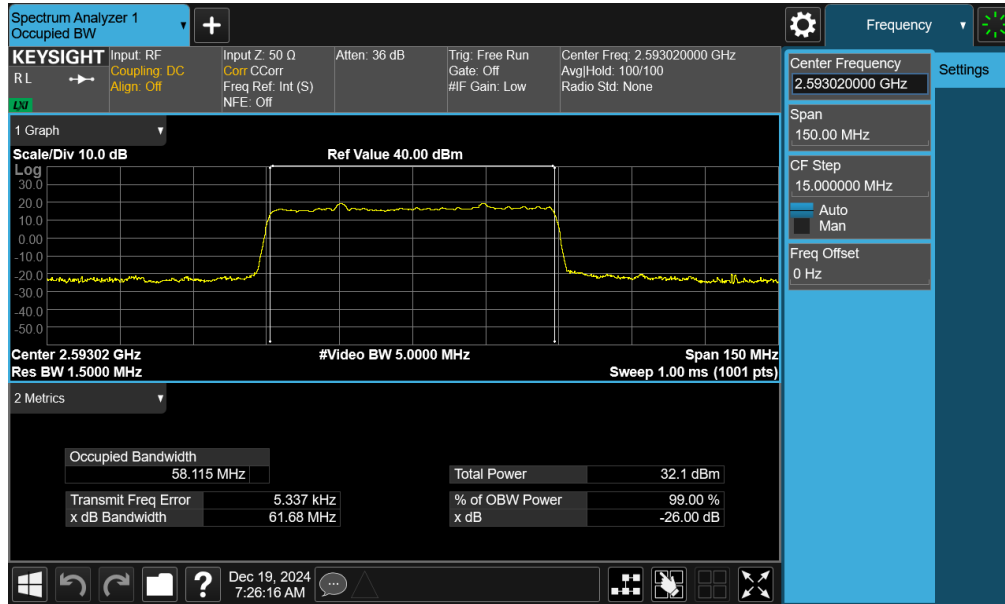 Spectrum Analyzer 1
Occupied BW
▼
+
Frequency
▼
KEYSIGHT
R L
LXI
Input: RF
Coupling: DC
Align: Off
Input Z: 50 Ω
Corr CCorr
Freq Ref: Int (S)
NFE: Off
Atten: 36 dB
Trig: Free Run
Gate: Off
#IF Gain: Low
Center Freq: 2.593020000 GHz
Avg|Hold: 100/100
Radio Std: None
Center Frequency
2.593020000 GHz
Settings
Span
150.00 MHz
CF Step
15.000000 MHz
Auto
Man
Freq Offset
0 Hz
1 Graph
▼
Scale/Div 10.0 dB
Ref Value 40.00 dBm
Log
30.0
20.0
10.0
0.00
-10.0
-20.0
-30.0
-40.0
-50.0
Center 2.59302 GHz
#Video BW 5.0000 MHz
Span 150 MHz
Res BW 1.5000 MHz
Sweep 1.00 ms (1001 pts)
2 Metrics
▼
Occupied Bandwidth
58.115 MHz
Total Power 32.1 dBm
Transmit Freq Error 5.337 kHz
% of OBW Power 99.00 %
x dB Bandwidth 61.68 MHz
x dB -26.00 dB
?
Dec 19, 2024
7:26:16 AM